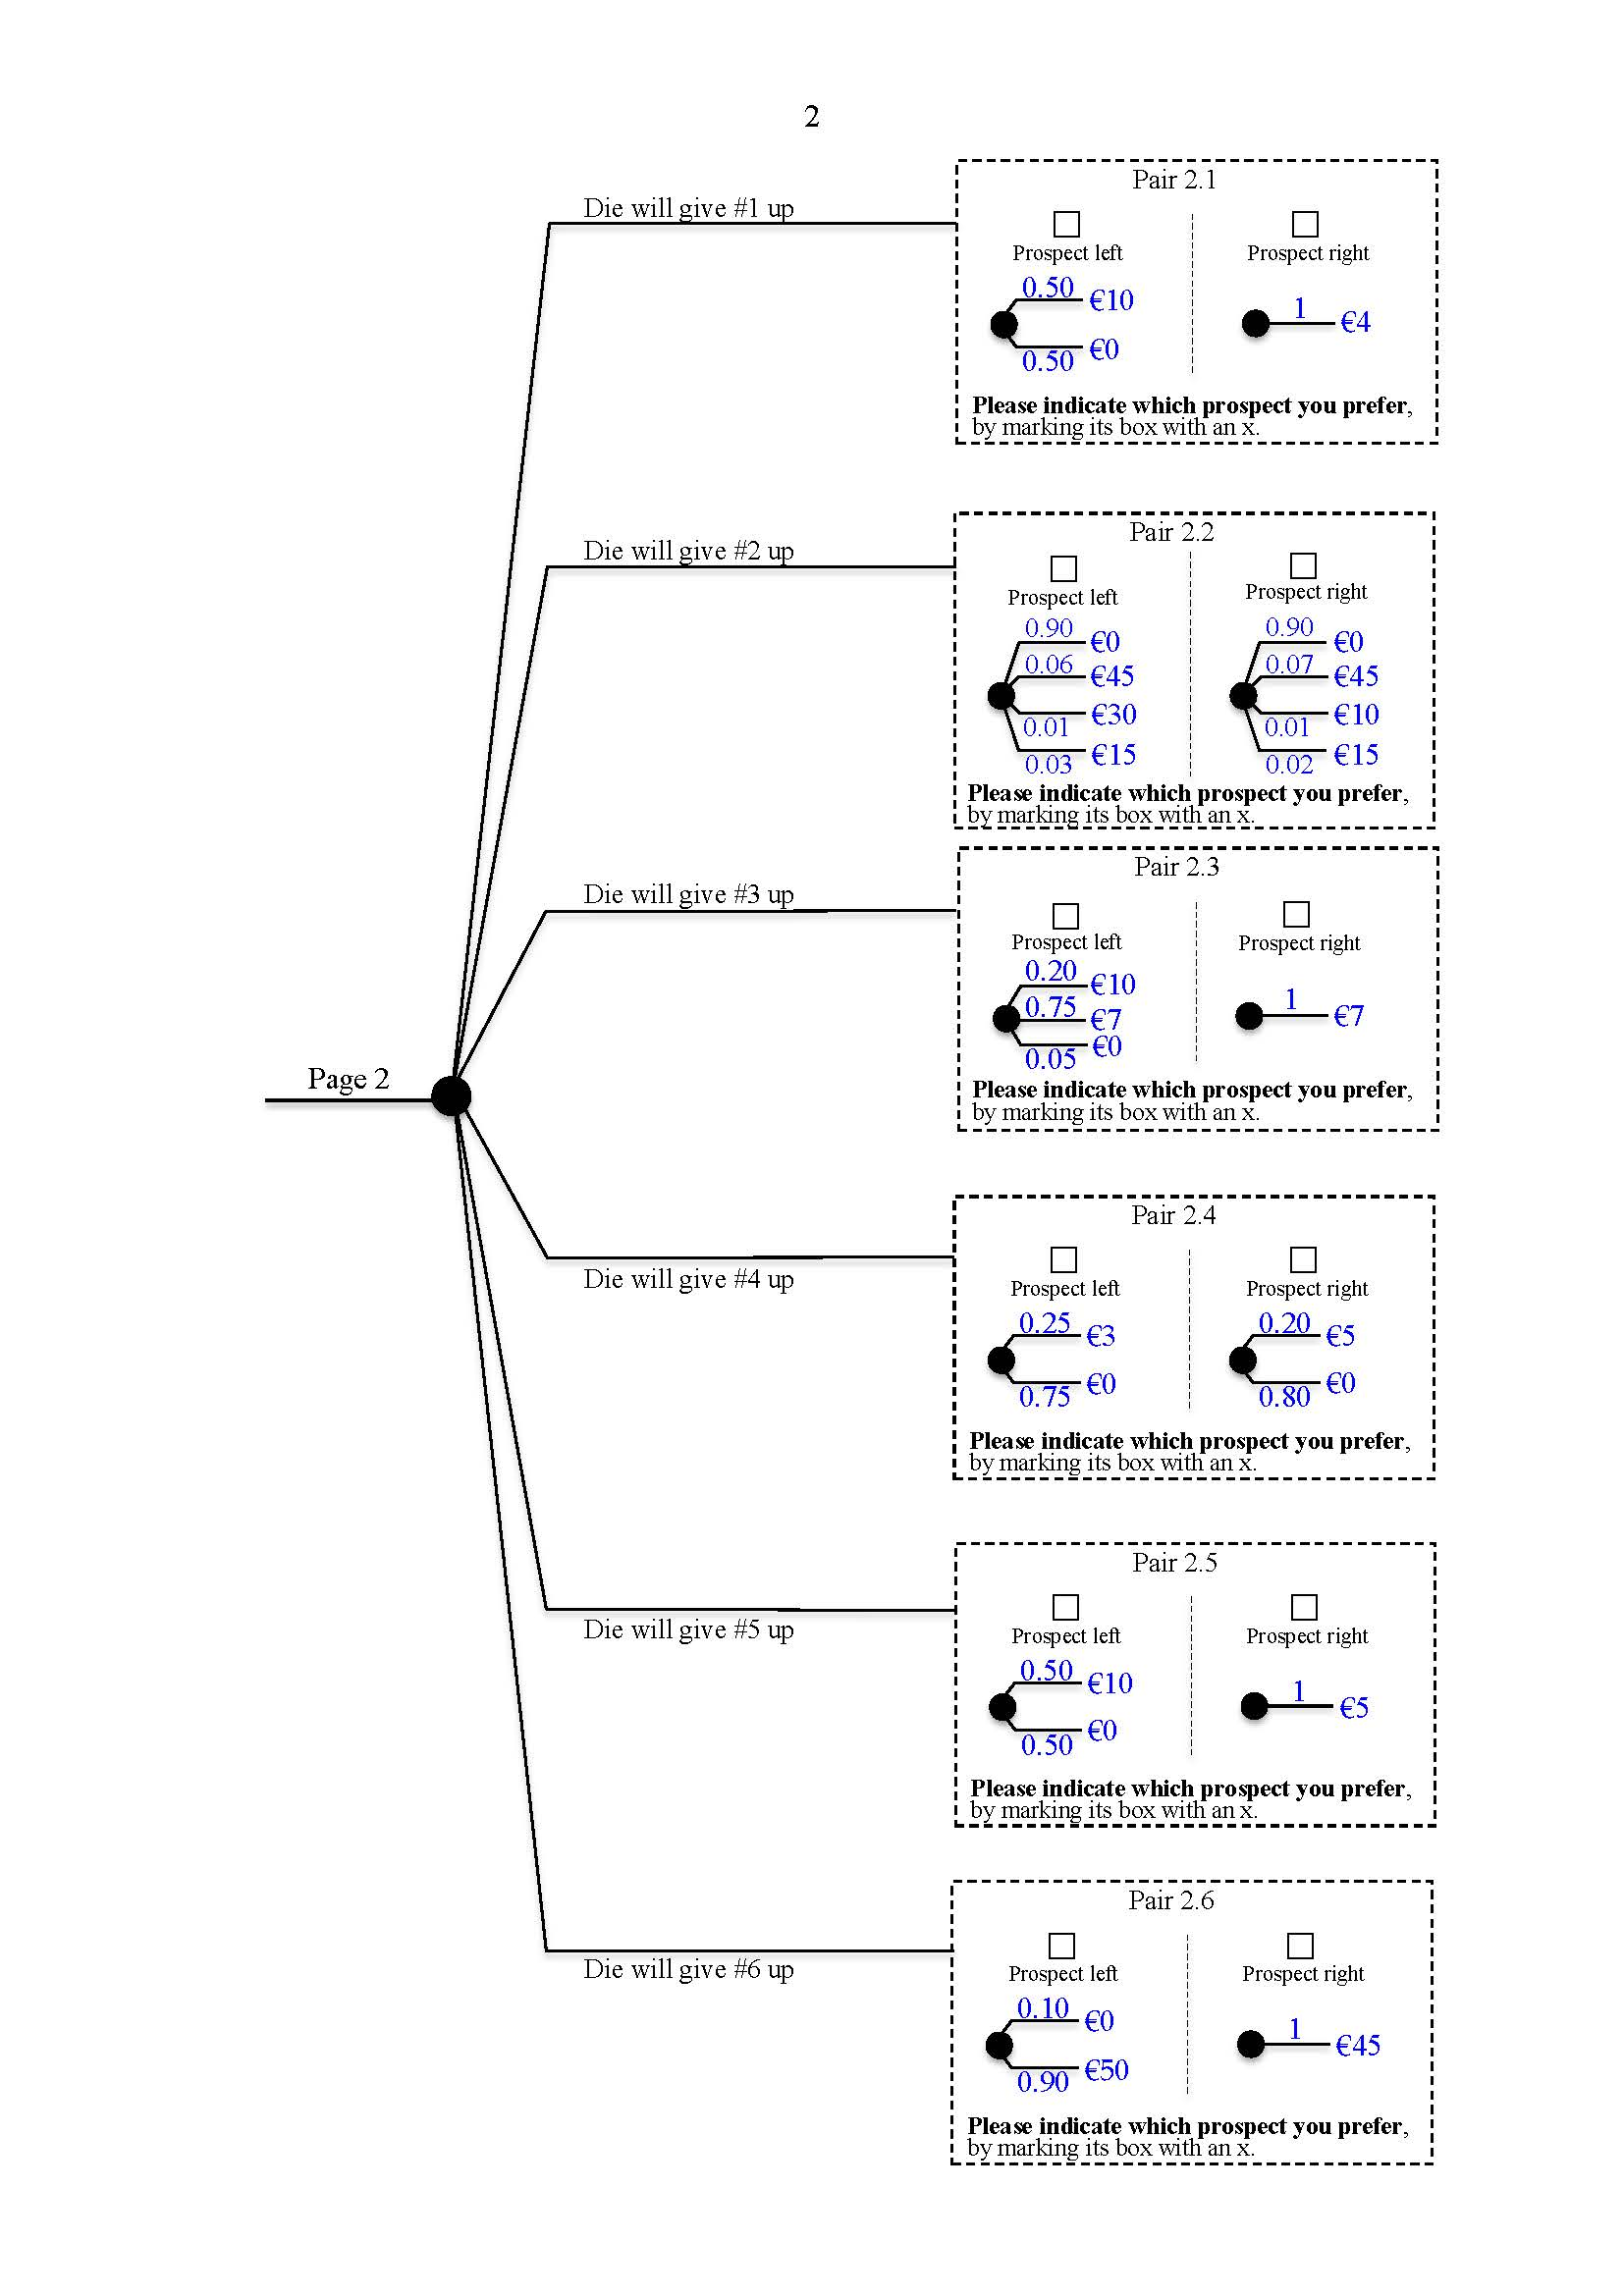 2
Die will give #1 up
Pair 2.1
Prospect left
Prospect right
0.50
€10
0.50
€0
1
€4
Please indicate which prospect you prefer,
by marking its box with an x.
Die will give #2 up
Pair 2.2
Prospect left
Prospect right
0.90
€0
0.06
€45
€30
0.01
€15
0.03
0.90
€0
0.07
€45
€10
0.01
€15
0.02
Please indicate which prospect you prefer,
by marking its box with an x.
Die will give #3 up
Pair 2.3
Prospect left
Prospect right
0.20
€10
0.75
€7
€0
0.05
1
€7
Please indicate which prospect you prefer,
by marking its box with an x.
Page 2
Die will give #4 up
Pair 2.4
Prospect left
Prospect right
0.25
€3
€0
0.75
0.20
€5
€0
0.80
Please indicate which prospect you prefer,
by marking its box with an x.
Die will give #5 up
Pair 2.5
Prospect left
Prospect right
0.50
€10
€0
0.50
1
€5
Please indicate which prospect you prefer,
by marking its box with an x.
Die will give #6 up
Pair 2.6
Prospect left
Prospect right
0.10
€0
€50
0.90
1
€45
Please indicate which prospect you prefer,
by marking its box with an x.